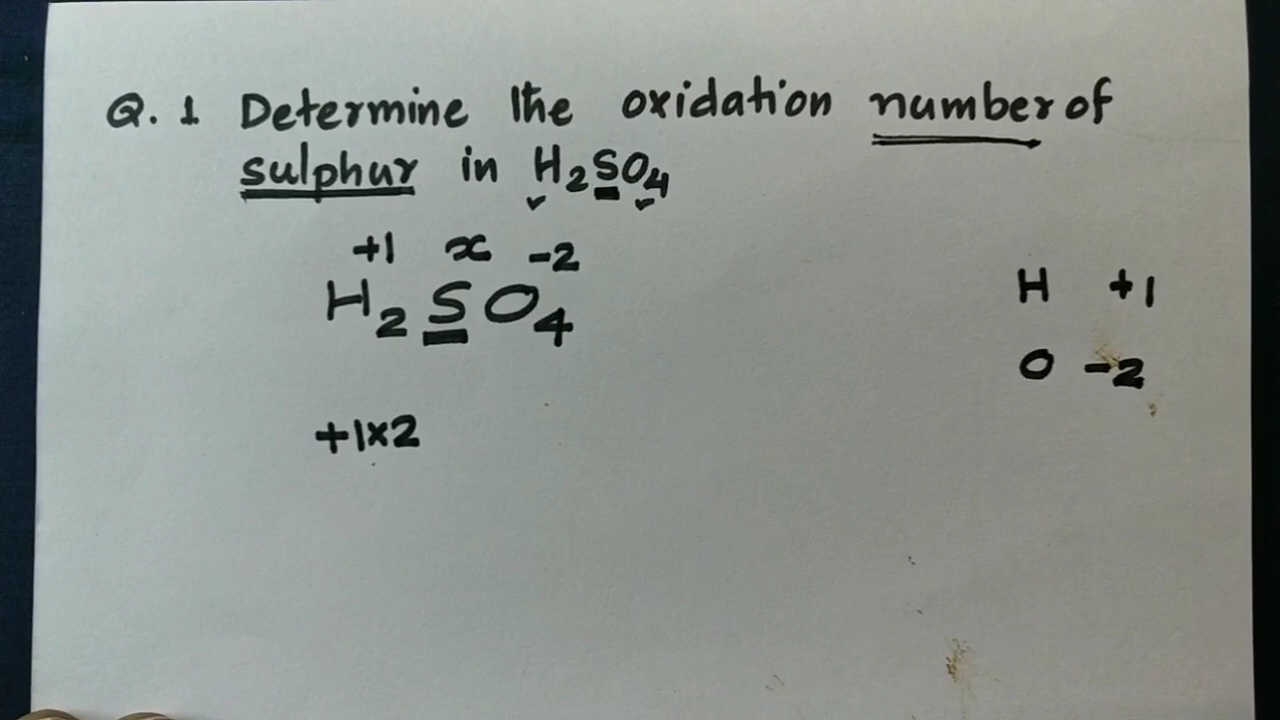 Q. 1 Determine the oxidation number of
sulphur in H₂SO₄
+1 x -2
H₂SO₄
H +1
O -2
+1×2